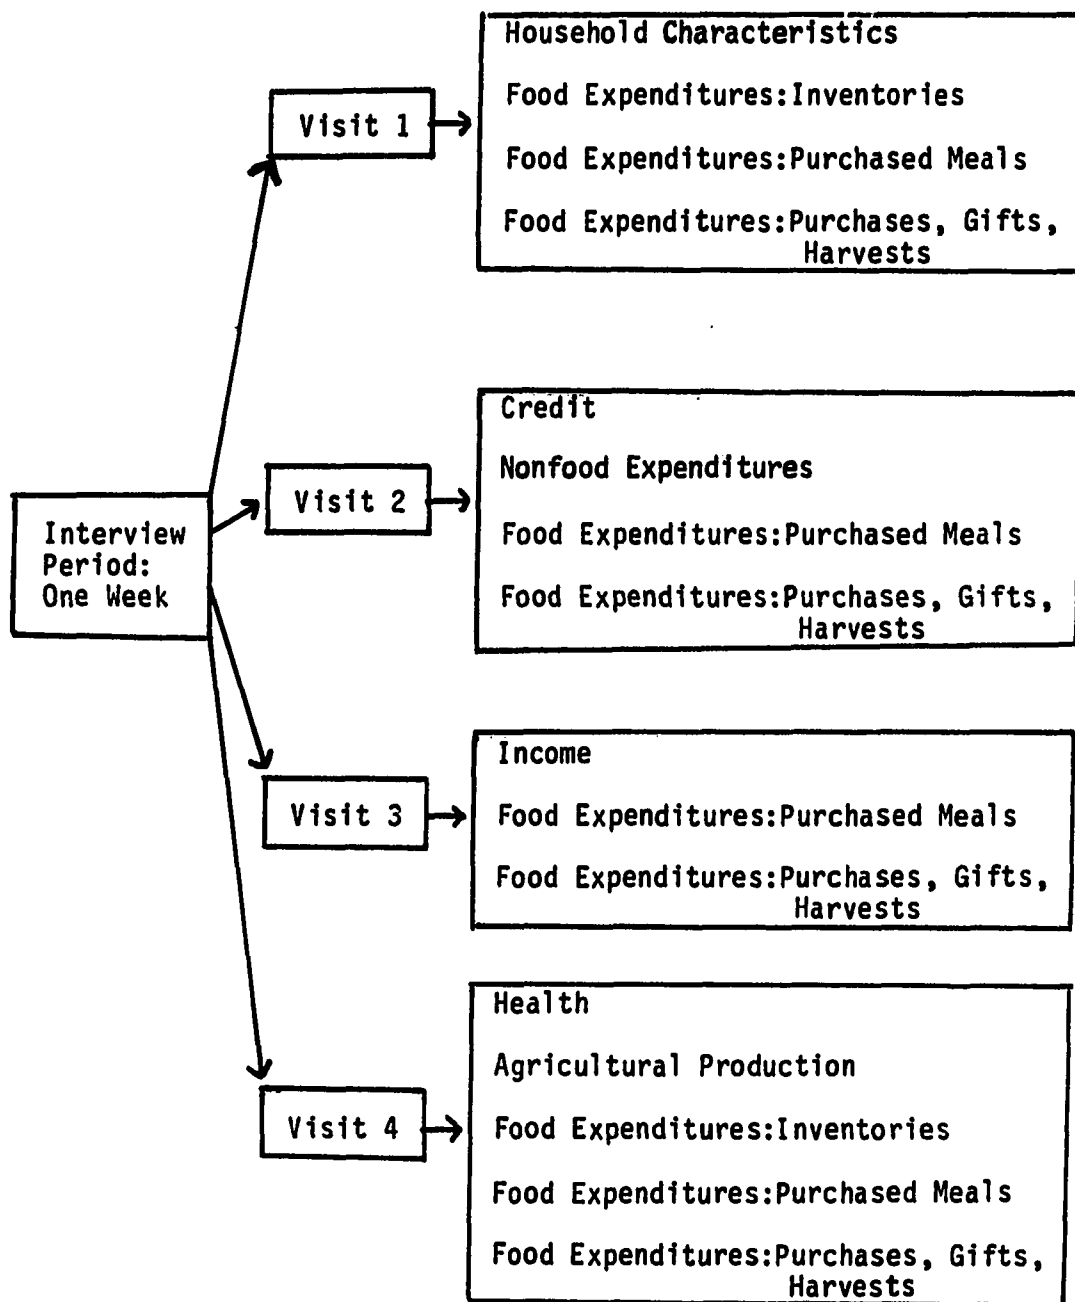 Household Characteristics
Food Expenditures:Inventories
Visit 1
Food Expenditures:Purchased Meals
Food Expenditures:Purchases, Gifts,
Harvests
Credit
Nonfood Expenditures
Visit 2
Food Expenditures:Purchased Meals
Food Expenditures:Purchases, Gifts,
Harvests
Interview
Period:
One Week
Income
Visit 3
Food Expenditures:Purchased Meals
Food Expenditures:Purchases, Gifts,
Harvests
Health
Agricultural Production
Visit 4
Food Expenditures:Inventories
Food Expenditures:Purchased Meals
Food Expenditures:Purchases, Gifts,
Harvests